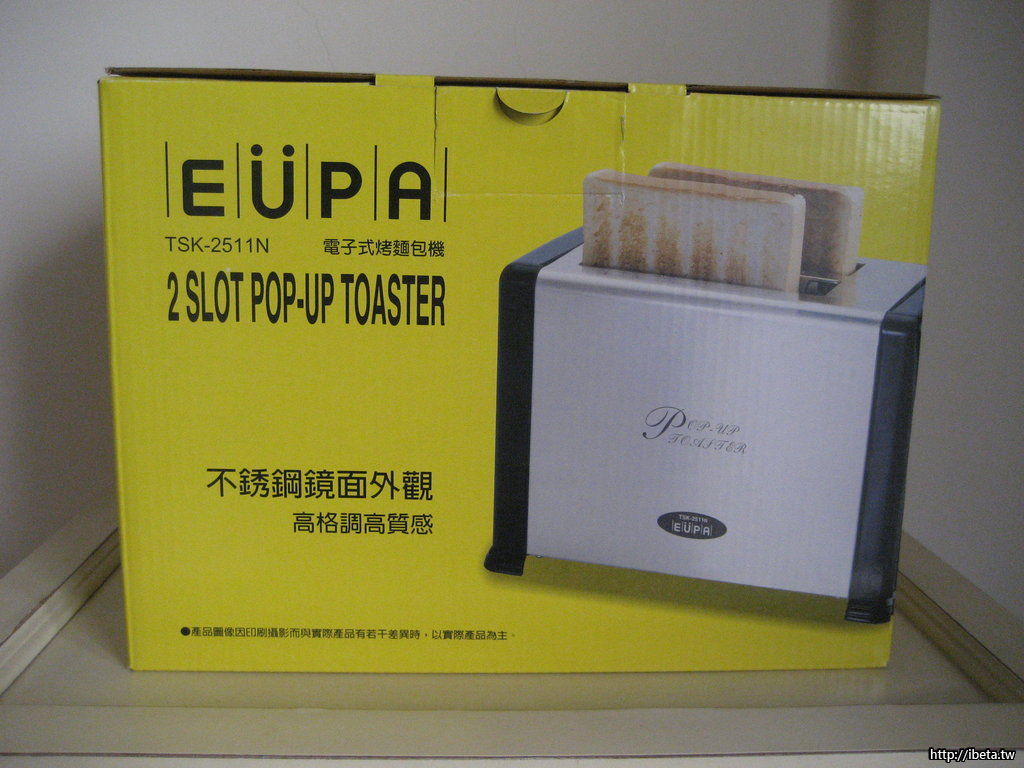 EÜPA
TSK-2511N 電子式烤麵包機
2 SLOT POP-UP TOASTER
不銹鋼鏡面外觀
高格調高質感
POP-UP
TOASTER
TSK-2511N
EÜPA
●產品圖像因印刷攝影而與實際產品有若干差異時，以實際產品為主。
http://ibeta.tw